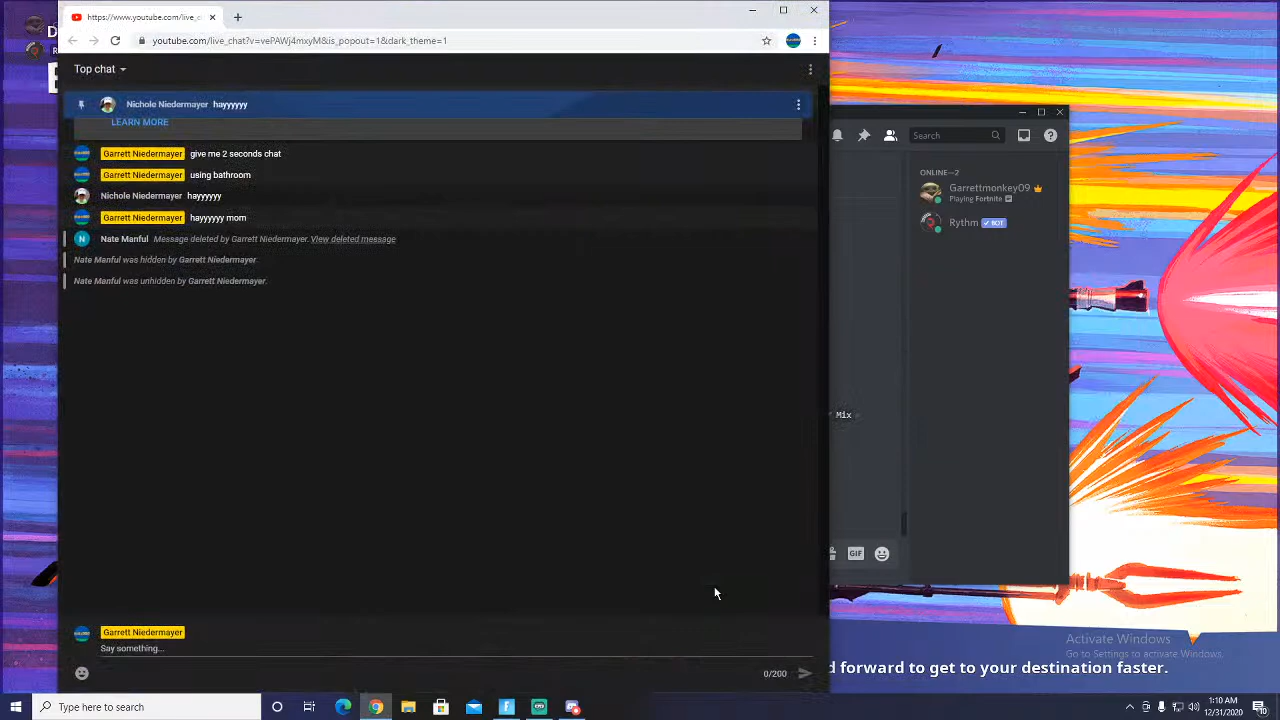 https://www.youtube.com/live_c
youtube.com/live_chat?v=vePAWj4mxyM&is_popout=1&dark_theme=1
Top chat
Nichole Niedermayer hayyyyy
LEARN MORE
Garrett Niedermayer give me 2 seconds chat
Garrett Niedermayer using bathroom
Nichole Niedermayer hayyyyy
Garrett Niedermayer hayyyyyy mom
N Nate Manful Message deleted by Garrett Niedermayer. View deleted
Nate Manful was hidden by Garrett Niedermayer.
Nate Manful was unhidden by Garrett Niedermayer.
Garrett Niedermayer
Say something...
0/200
Search
ONLINE—2
Garrettmonkey09
Playing Fortnite
Rythm BOT
Mix
GIF
Activate Windows
Go to Settings to activate Windows.
d forward to get to your destination faster.
Type here to search
1:10 AM
12/31/2020
10